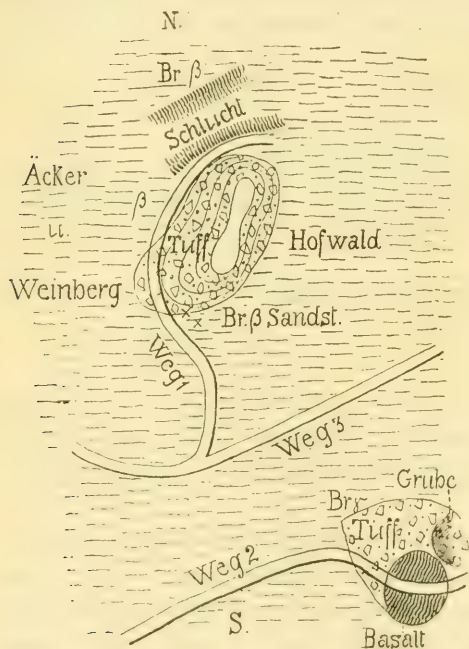 N.
Br β
Schlucht
Äcker
β
u.
Tuff
Hofwald
Weinberg
Br. β Sandst.
x x
Weg 1
Weg 3
Grube
Br γ
Tuff
Weg 2
S.
Basalt